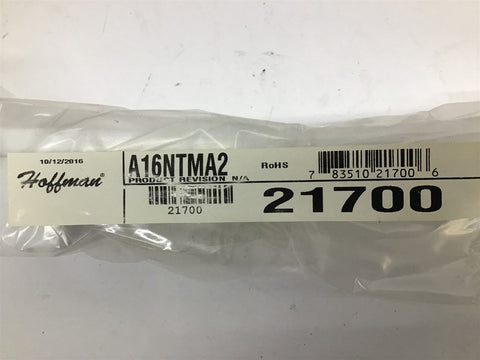 10/12/2016
Hoffman®
A16NTMA2
PRODUCT REVISION N/A
RoHS
7 83510 21700 6
21700
21700